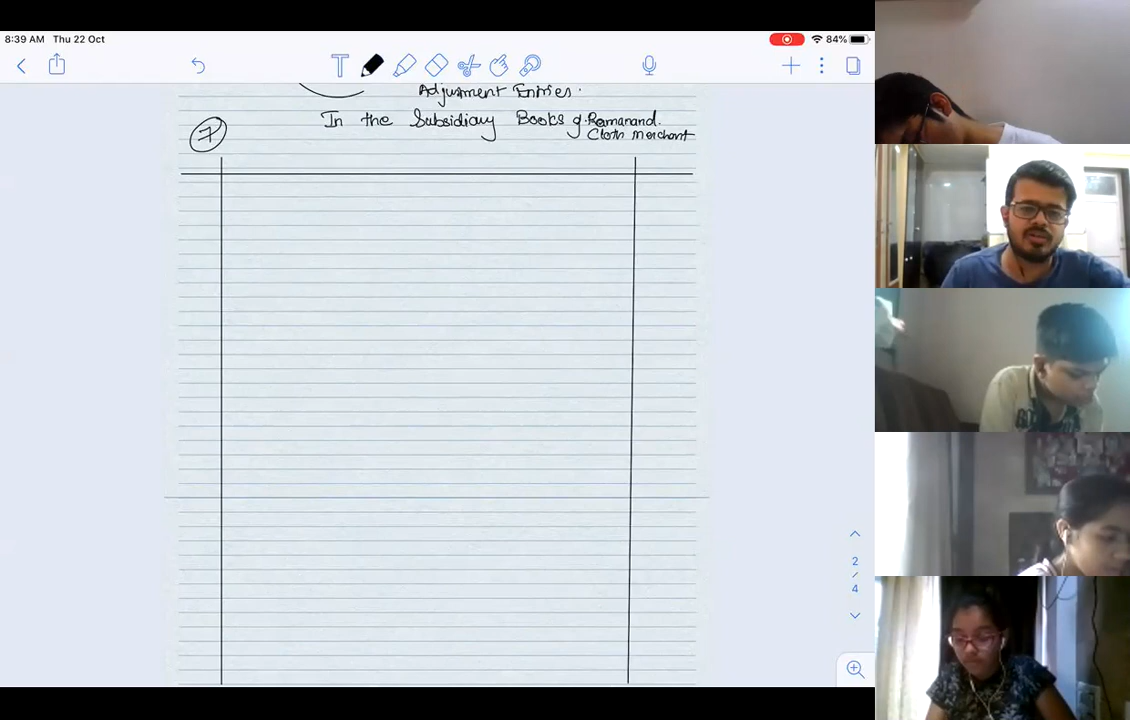 8:39 AM Thu 22 Oct
84%
T
Adjustment Entries.
In the Subsidiary Books of Ramanand.
Cloth Merchant
7
2
/
4